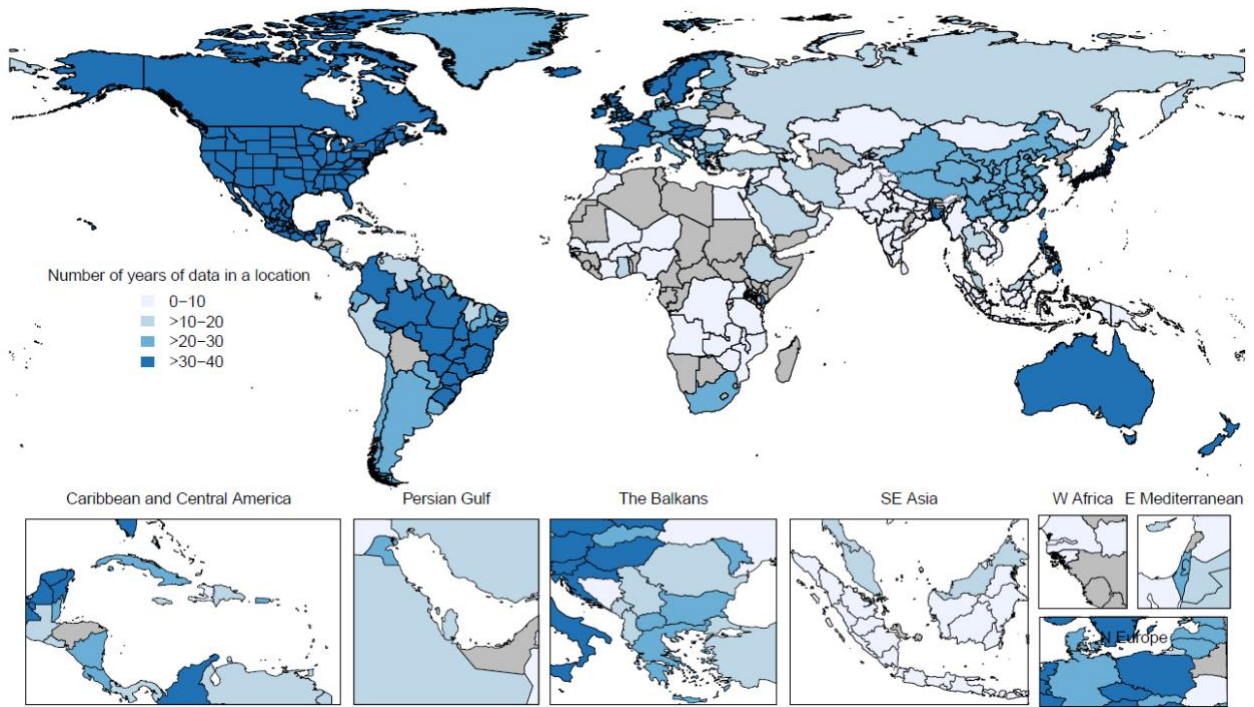 Number of years of data in a location
0−10
>10−20
>20−30
>30−40
Caribbean and Central America
Persian Gulf
The Balkans
SE Asia
W Africa
E Mediterranean
N Europe